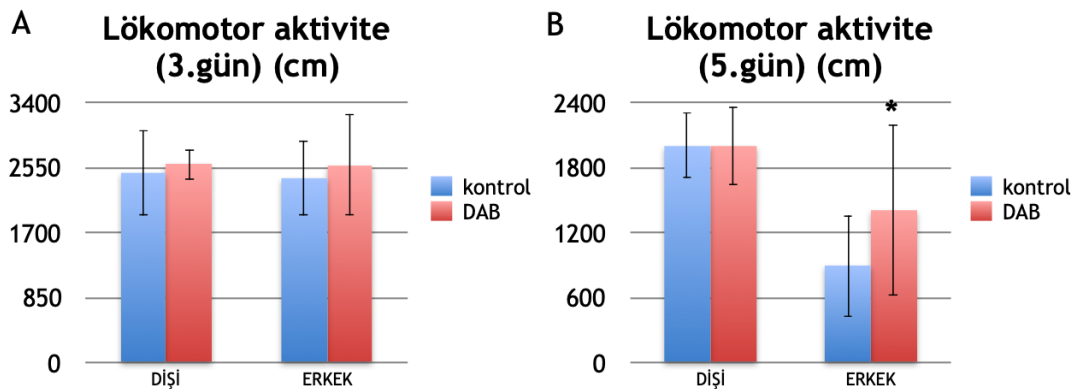 A
Lökomotor aktivite
(3.gün) (cm)
3400
2550
1700
850
0
DİŞİ
ERKEK
kontrol
DAB
B
Lökomotor aktivite
(5.gün) (cm)
2400
1800
1200
600
0
*
DİŞİ
ERKEK
kontrol
DAB